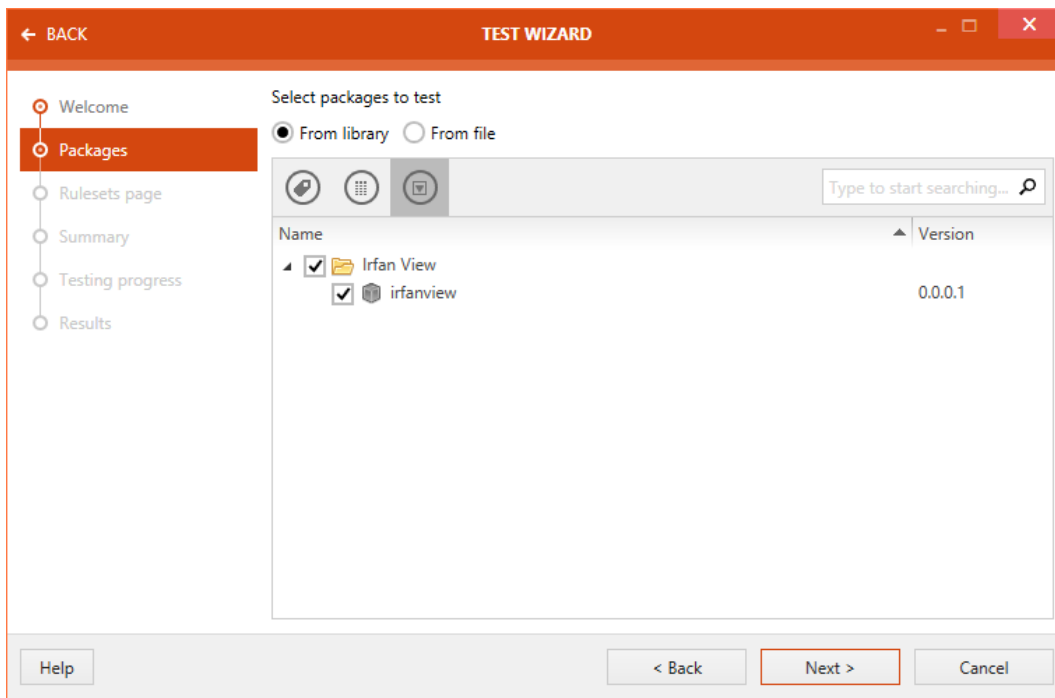 BACK
TEST WIZARD
Welcome
Packages
Rulesets page
Summary
Testing progress
Results
Select packages to test
From library From file
Type to start searching...
Name Version
Irfan View
irfanview 0.0.0.1
Help < Back Next > Cancel